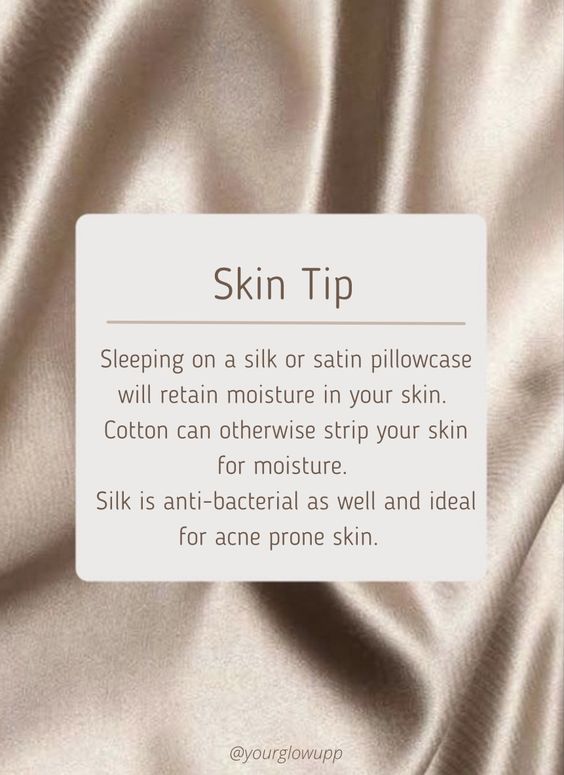 Skin Tip
Sleeping on a silk or satin pillowcase
will retain moisture in your skin.
Cotton can otherwise strip your skin
for moisture.
Silk is anti-bacterial as well and ideal
for acne prone skin.
@yourglowupp